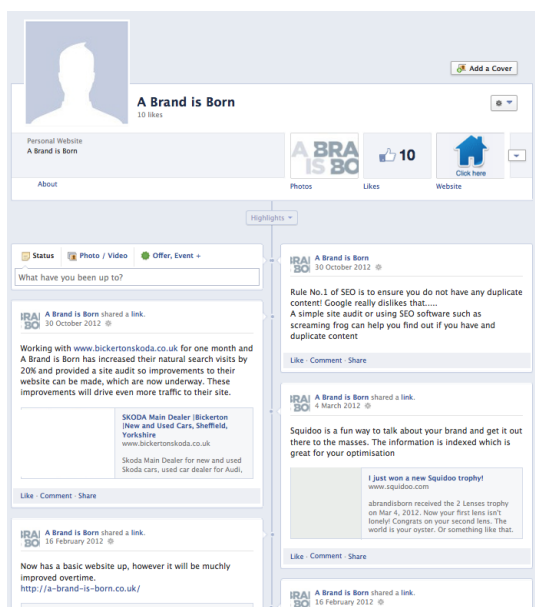 Add a Cover
A Brand is Born
10 likes
Personal Website
A Brand is Born
About
A BRA
IS BO
Photos
10
Likes
Click here
Website
Highlights
Status
Photo / Video
Offer, Event +
What have you been up to?
A Brand is Born shared a link.
30 October 2012
Working with www.bickertonskoda.co.uk for one month and
A Brand is Born has increased their natural search visits by
20% and provided a site audit so improvements to their
website can be made, which are now underway. These
improvements will drive even more traffic to their site.
SKODA Main Dealer |Bickerton
|New and Used Cars, Sheffield,
Yorkshire
www.bickertonskoda.co.uk
Skoda Main Dealer for new and used
Skoda cars, used car dealer for Audi,
Like · Comment · Share
A Brand is Born shared a link.
16 February 2012
Now has a basic website up, however it will be muchly
improved overtime.
http://a-brand-is-born.co.uk/
A Brand is Born
30 October 2012
Rule No.1 of SEO is to ensure you do not have any duplicate
content! Google really dislikes that.....
A simple site audit or using SEO software such as
screaming frog can help you find out if you have and
duplicate content
Like · Comment · Share
A Brand is Born shared a link.
4 March 2012
Squidoo is a fun way to talk about your brand and get it out
there to the masses. The information is indexed which is
great for your optimisation
I just won a new Squidoo trophy!
www.squidoo.com
abrandisborn received the 2 Lenses trophy
on Mar 4, 2012. Now your first lens isn't
lonely! Congrats on your second lens. The
world is your oyster. Or something like that.
Like · Comment · Share
A Brand is Born shared a link.
16 February 2012